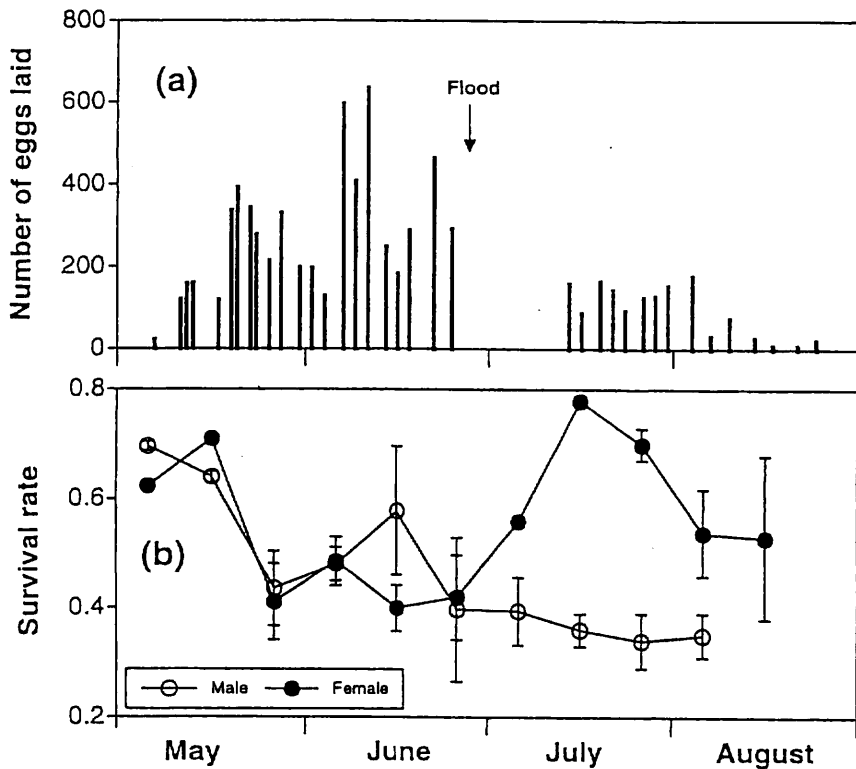 800
600
400
200
0
Number of eggs laid
(a)
Flood
0.8
0.6
0.4
0.2
Survival rate
(b)
Male Female
May June July August